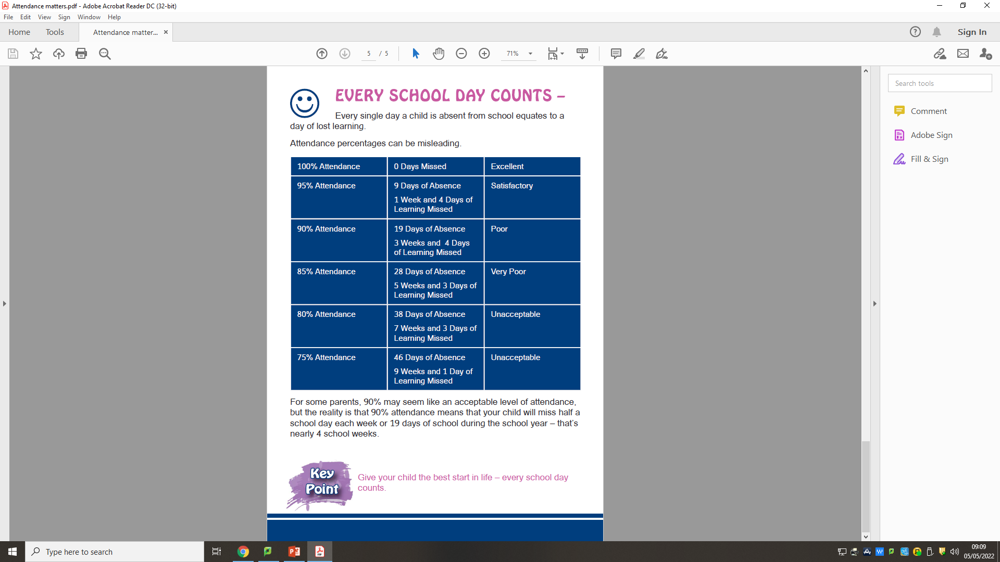 Attendance matters.pdf - Adobe Acrobat Reader DC (32-bit)
File Edit View Sign Window Help
Home Tools Attendance matter... ×
Sign In
5 / 5 71%
Search tools
Comment
Adobe Sign
Fill & Sign
EVERY SCHOOL DAY COUNTS –
Every single day a child is absent from school equates to a
day of lost learning.
Attendance percentages can be misleading.
100% Attendance 0 Days Missed Excellent
95% Attendance 9 Days of Absence Satisfactory
1 Week and 4 Days of
Learning Missed
90% Attendance 19 Days of Absence Poor
3 Weeks and 4 Days
of Learning Missed
85% Attendance 28 Days of Absence Very Poor
5 Weeks and 3 Days of
Learning Missed
80% Attendance 38 Days of Absence Unacceptable
7 Weeks and 3 Days of
Learning Missed
75% Attendance 46 Days of Absence Unacceptable
9 Weeks and 1 Day of
Learning Missed
For some parents, 90% may seem like an acceptable level of attendance,
but the reality is that 90% attendance means that your child will miss half a
school day each week or 19 days of school during the school year – that’s
nearly 4 school weeks.
Key
Point
Give your child the best start in life – every school day
counts.
Type here to search
09:09
05/05/2022